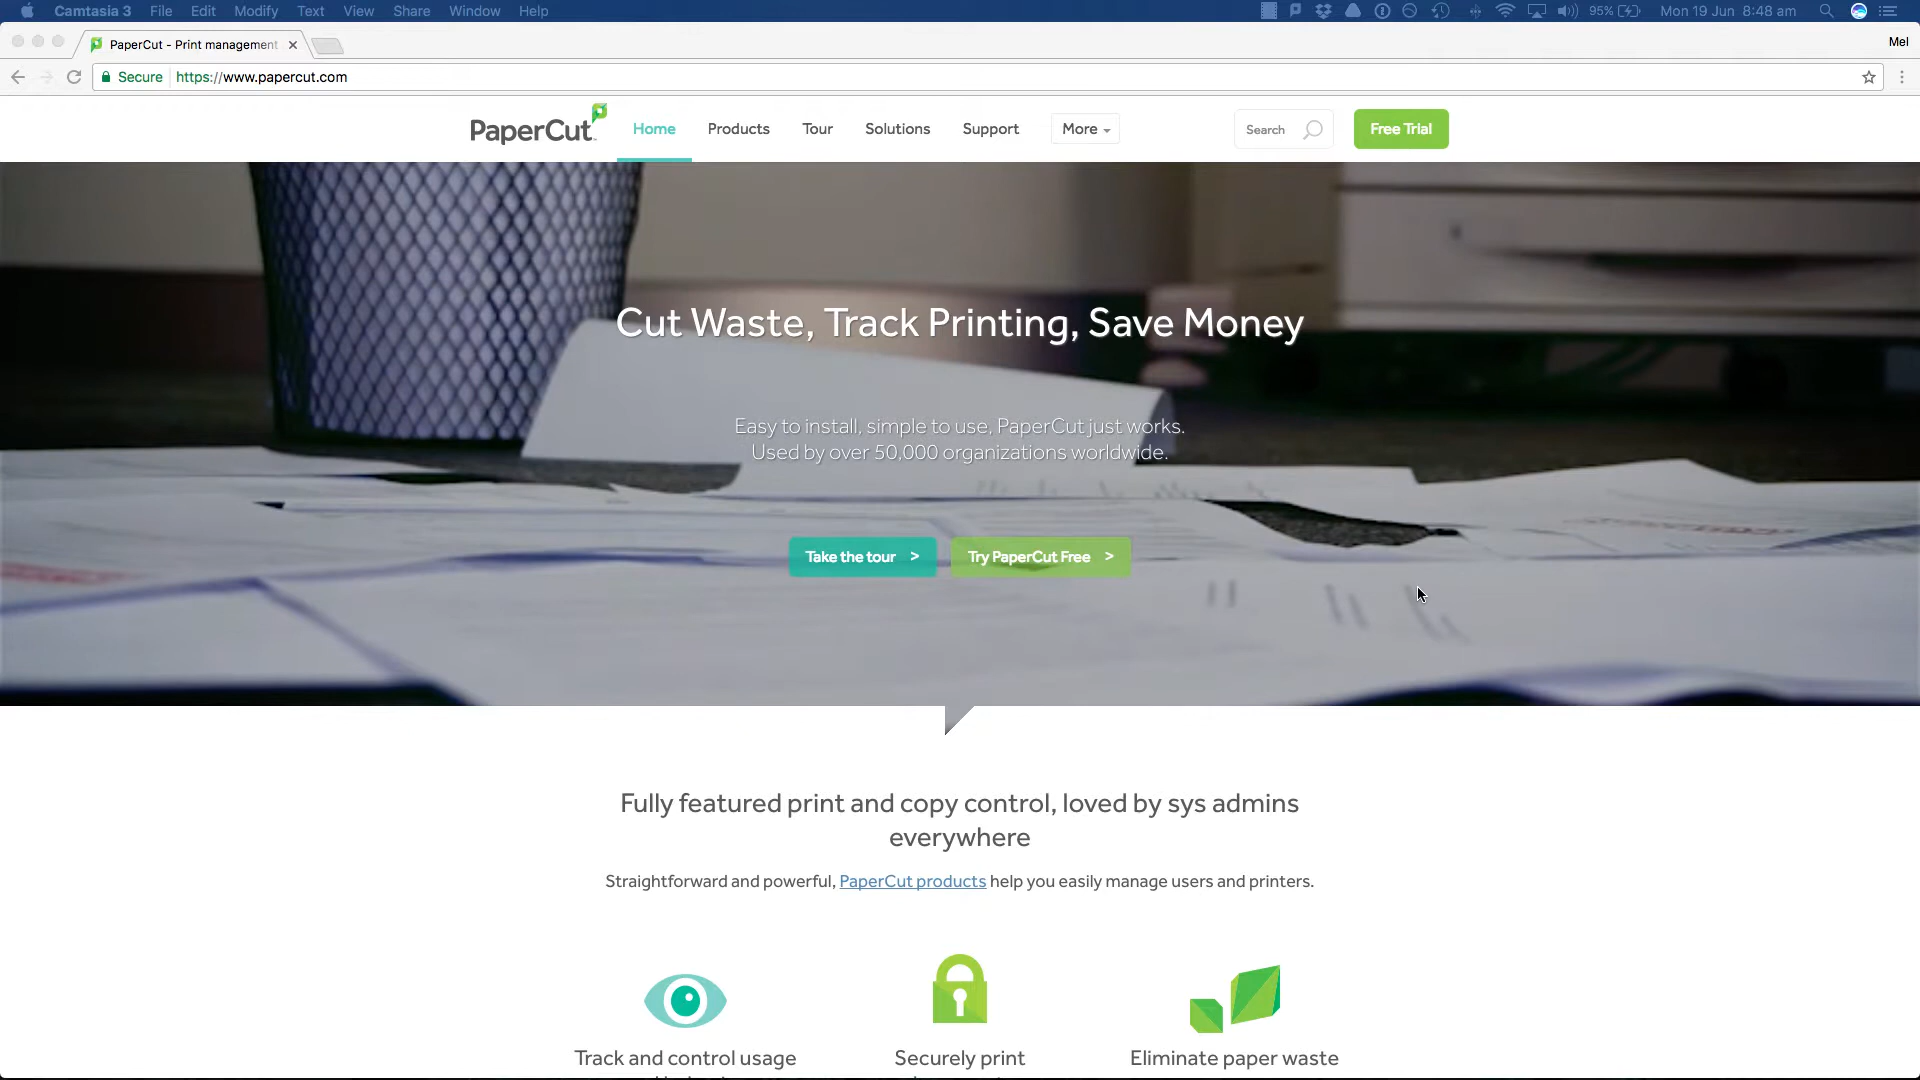 Camtasia 3 File Edit Modify Text View Share Window Help 95% Mon 19 Jun 8:48 am
PaperCut - Print management
Mel
Secure https://www.papercut.com
PaperCut Home Products Tour Solutions Support More Search Free Trial
Cut Waste, Track Printing, Save Money
Easy to install, simple to use, PaperCut just works.
Used by over 50,000 organizations worldwide.
Take the tour > Try PaperCut Free >
Fully featured print and copy control, loved by sys admins
everywhere
Straightforward and powerful, PaperCut products help you easily manage users and printers.
Track and control usage Securely print Eliminate paper waste